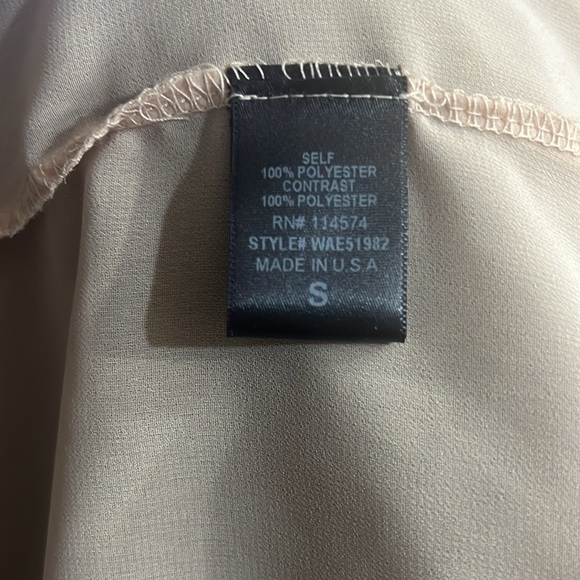 SELF
100% POLYESTER
CONTRAST
100% POLYESTER
RN# 114574
STYLE# WAE51982
MADE IN U.S.A
S